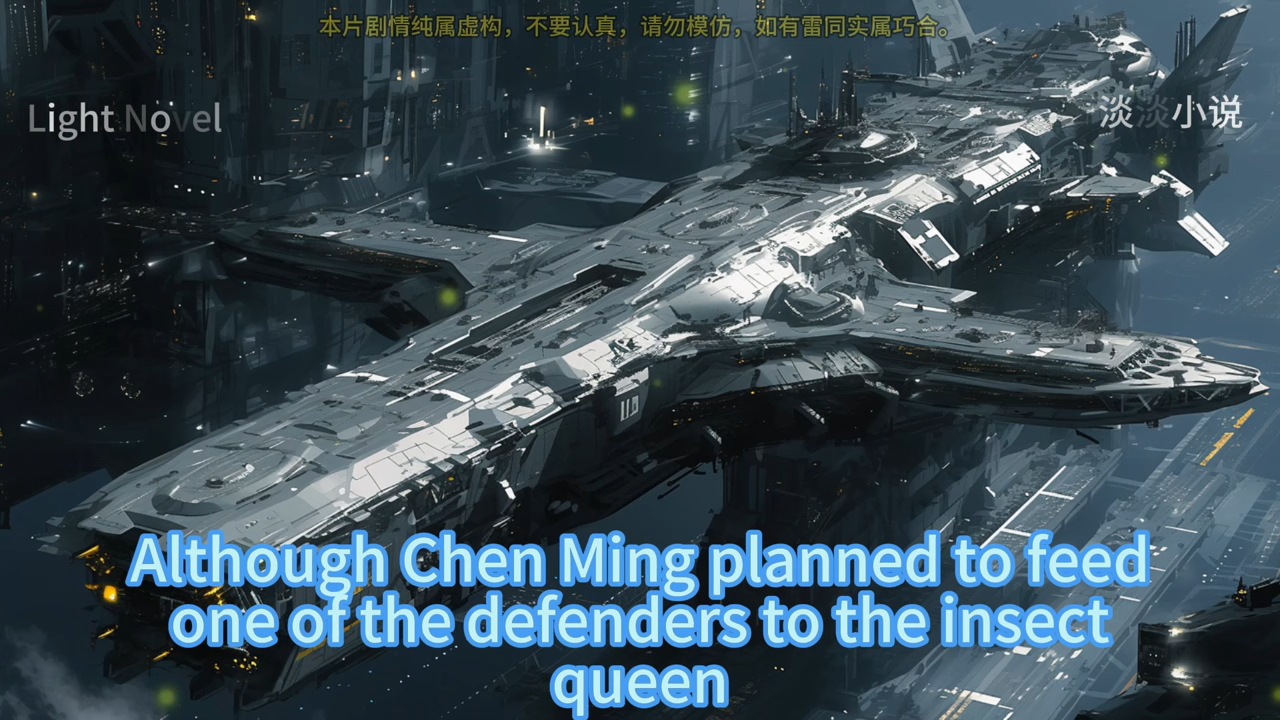 本片剧情纯属虚构，不要认真，请勿模仿，如有雷同实属巧合。
Light Novel
淡淡小说
Although Chen Ming planned to feed
one of the defenders to the insect
queen